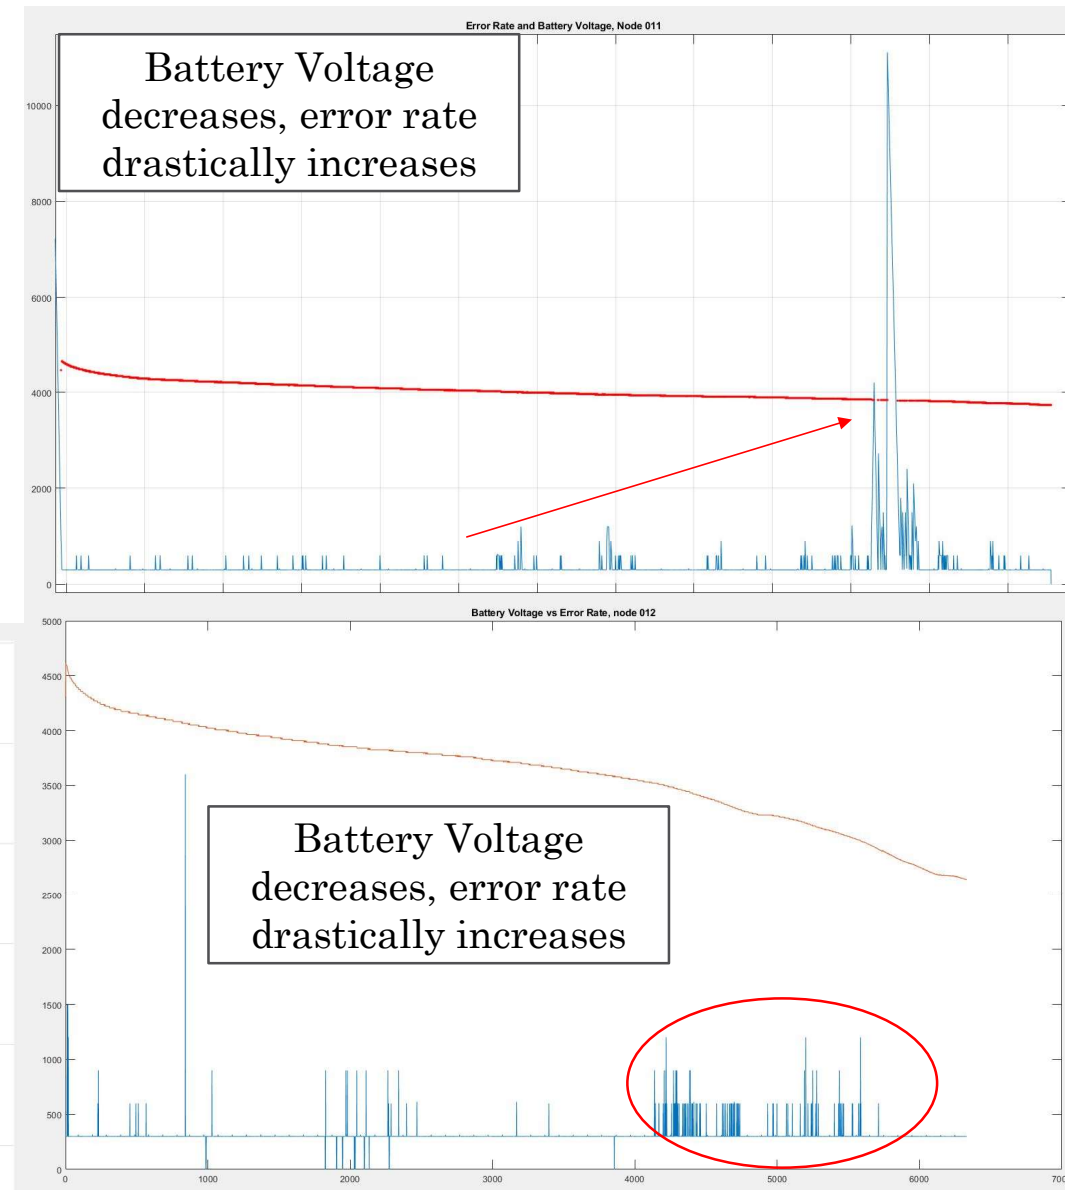 Error Rate and Battery Voltage, Node 011
Battery Voltage
decreases, error rate
drastically increases
10000
8000
6000
4000
2000
0
Battery Voltage vs Error Rate, node 012
5000
4500
4000
3500
3000
2500
2000
1500
1000
500
0
Battery Voltage
decreases, error rate
drastically increases
0 1000 2000 3000 4000 5000 6000 700